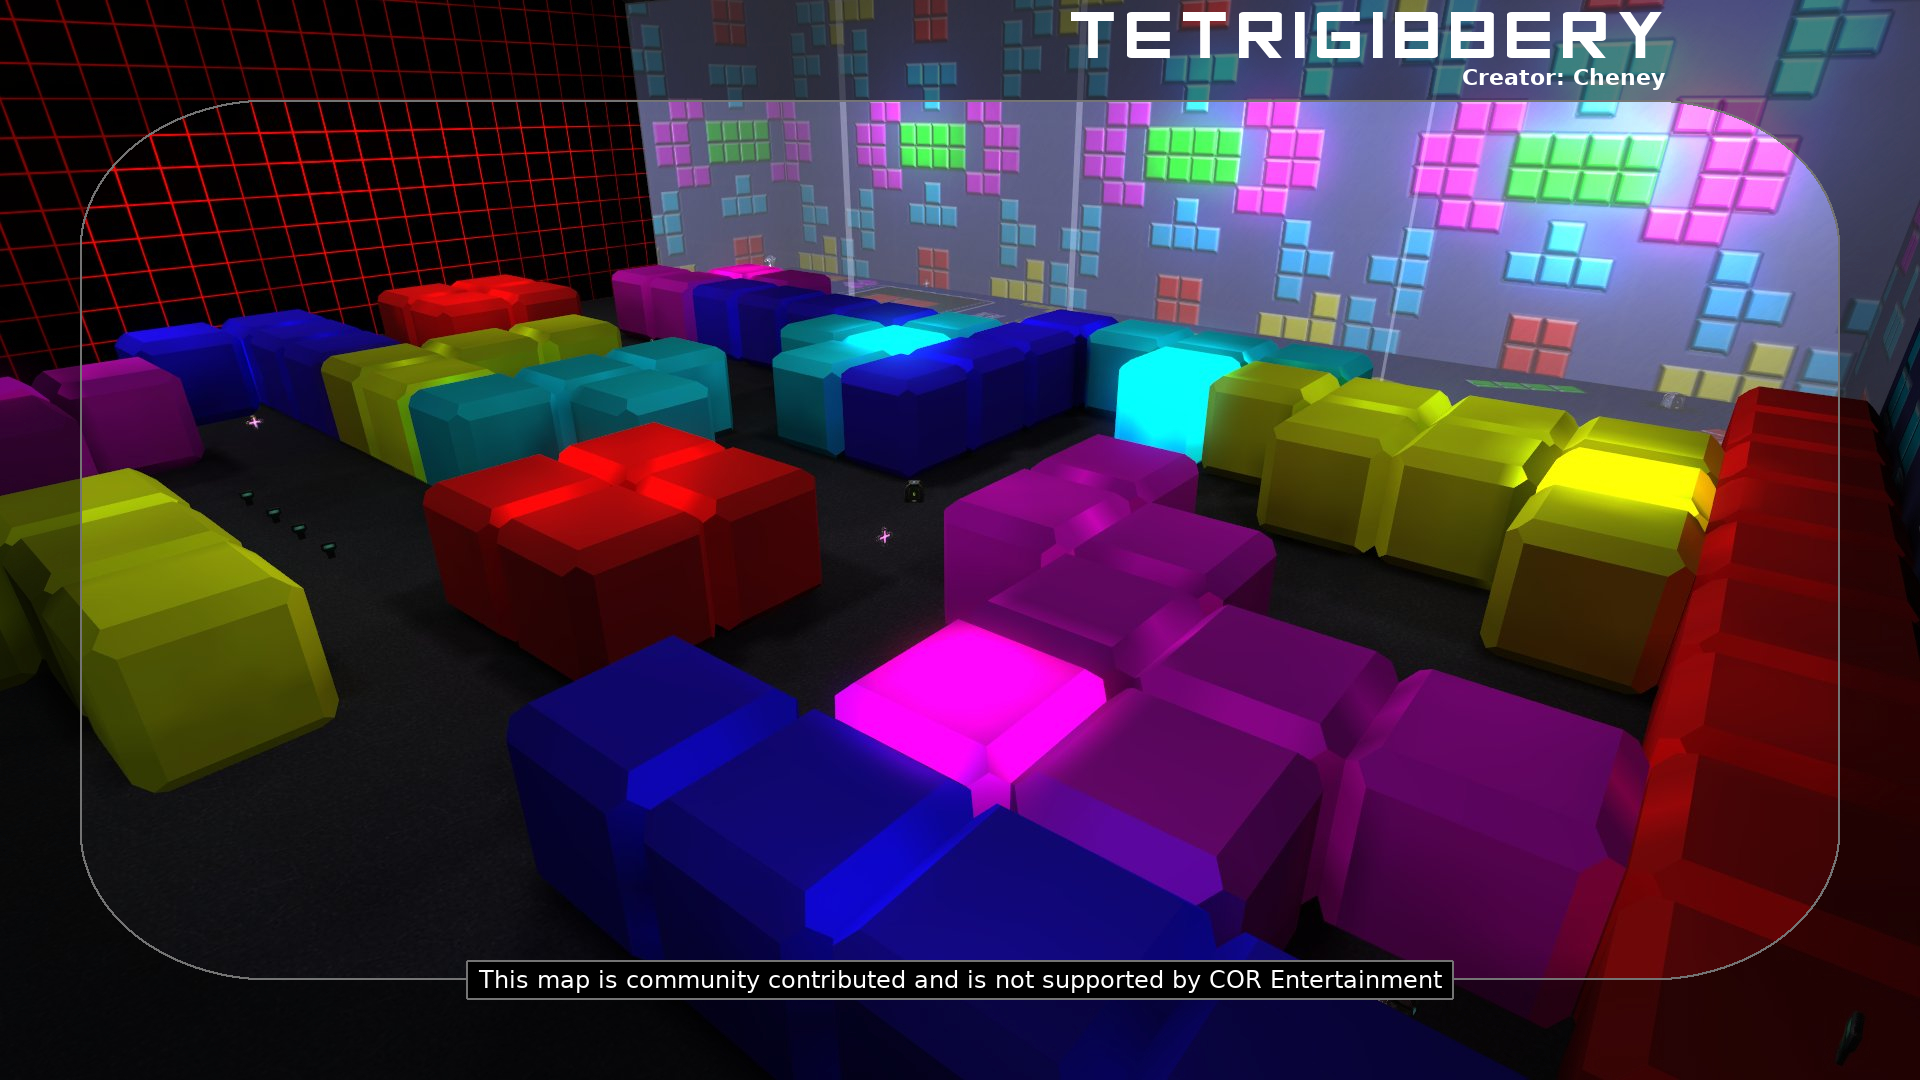 TETRIGIBBERY
Creator: Cheney
This map is community contributed and is not supported by COR Entertainment